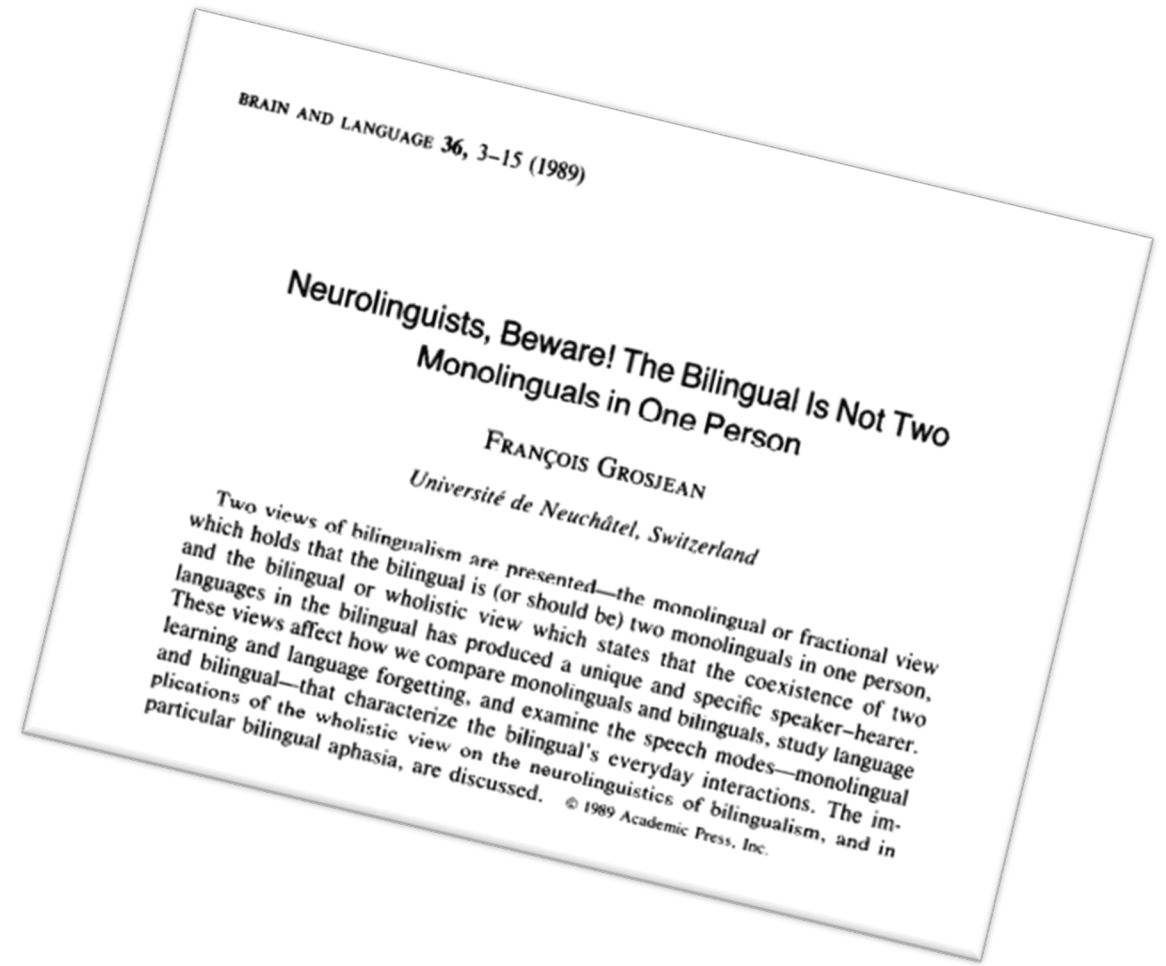 BRAIN AND LANGUAGE 36, 3–15 (1989)
Neurolinguists, Beware! The Bilingual Is Not Two
Monolinguals in One Person
FRANÇOIS GROSJEAN
Université de Neuchâtel, Switzerland
Two views of bilingualism are presented—the monolingual or fractional view
which holds that the bilingual is (or should be) two monolinguals in one person,
and the bilingual or wholistic view which states that the coexistence of two
languages in the bilingual has produced a unique and specific speaker–hearer.
These views affect how we compare monolinguals and bilinguals, study language
learning and language forgetting, and examine the speech modes—monolingual
and bilingual—that characterize the bilingual's everyday interactions. The im-
plications of the wholistic view on the neurolinguistics of bilingualism, and in
particular bilingual aphasia, are discussed. © 1989 Academic Press, Inc.